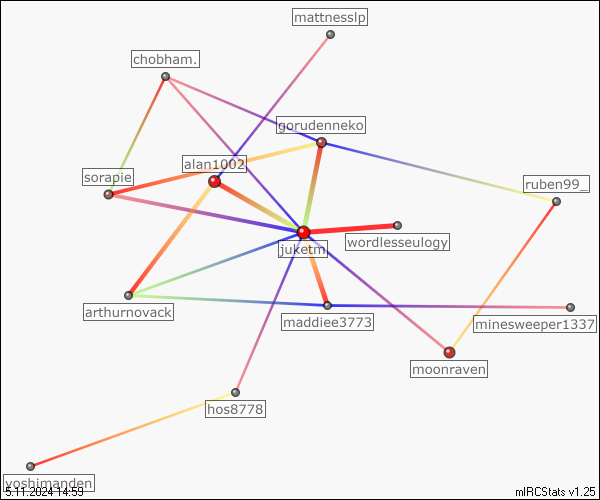 mattnesslp
chobham.
gorudenneko
alan1002
sorapie
ruben99_
juketm
wordlesseulogy
arthurnovack
maddiee3773
minesweeper1337
moonraven
hos8778
yoshimanden
5.11.2024 14:59
mIRCStats v1.25